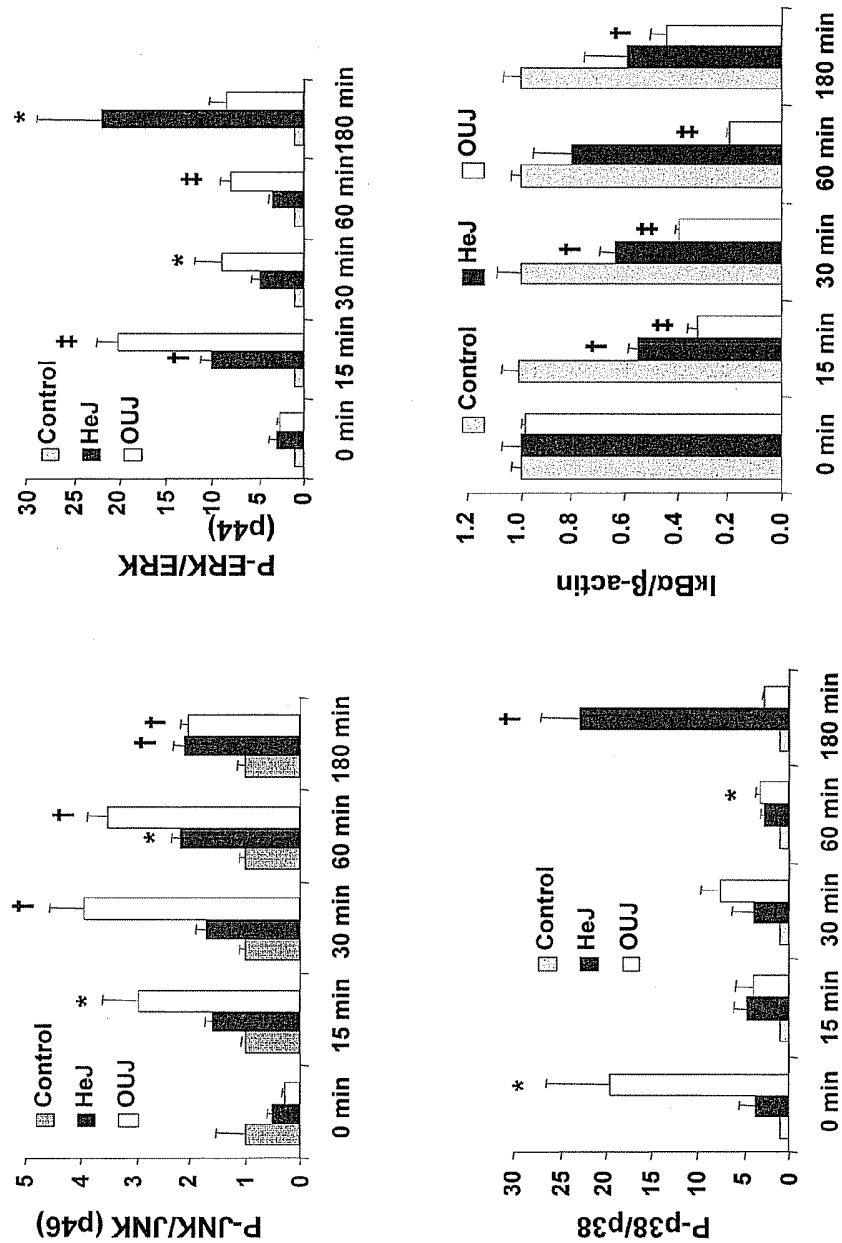 P-JNK/JNK (p46)
5
4
3
2
1
0
Control
HeJ
OUJ
*
†
*
†
†
†
0 min 15 min 30 min 60 min 180 min
P-ERK/ERK
(p44)
30
25
20
15
10
5
0
Control
HeJ
OUJ
†
‡
*
‡
*
0 min 15 min 30 min 60 min 180 min
P-p38/p38
30
25
20
15
10
5
0
Control
HeJ
OUJ
*
*
†
0 min 15 min 30 min 60 min 180 min
IκBα/β-actin
1.2
1.0
0.8
0.6
0.4
0.2
0.0
Control HeJ OUJ
†
‡
†
‡
‡
†
0 min 15 min 30 min 60 min 180 min